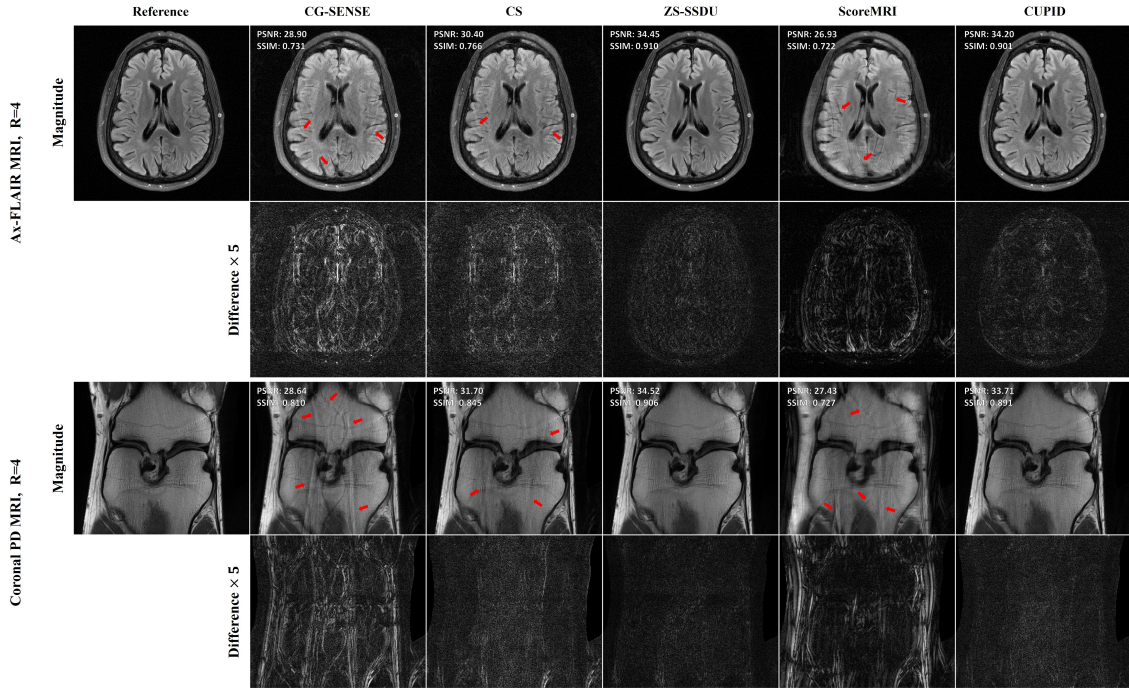 Reference
CG-SENSE
CS
ZS-SSDU
ScoreMRI
CUPID
Ax-FLAIR MRI, R=4
Magnitude
PSNR: 28.90
SSIM: 0.731
PSNR: 30.40
SSIM: 0.766
PSNR: 34.45
SSIM: 0.910
PSNR: 26.93
SSIM: 0.722
PSNR: 34.20
SSIM: 0.901
Difference × 5
Coronal PD MRI, R=4
Magnitude
PSNR: 28.64
SSIM: 0.810
PSNR: 31.70
SSIM: 0.845
PSNR: 34.52
SSIM: 0.906
PSNR: 27.43
SSIM: 0.727
PSNR: 33.71
SSIM: 0.891
Difference × 5